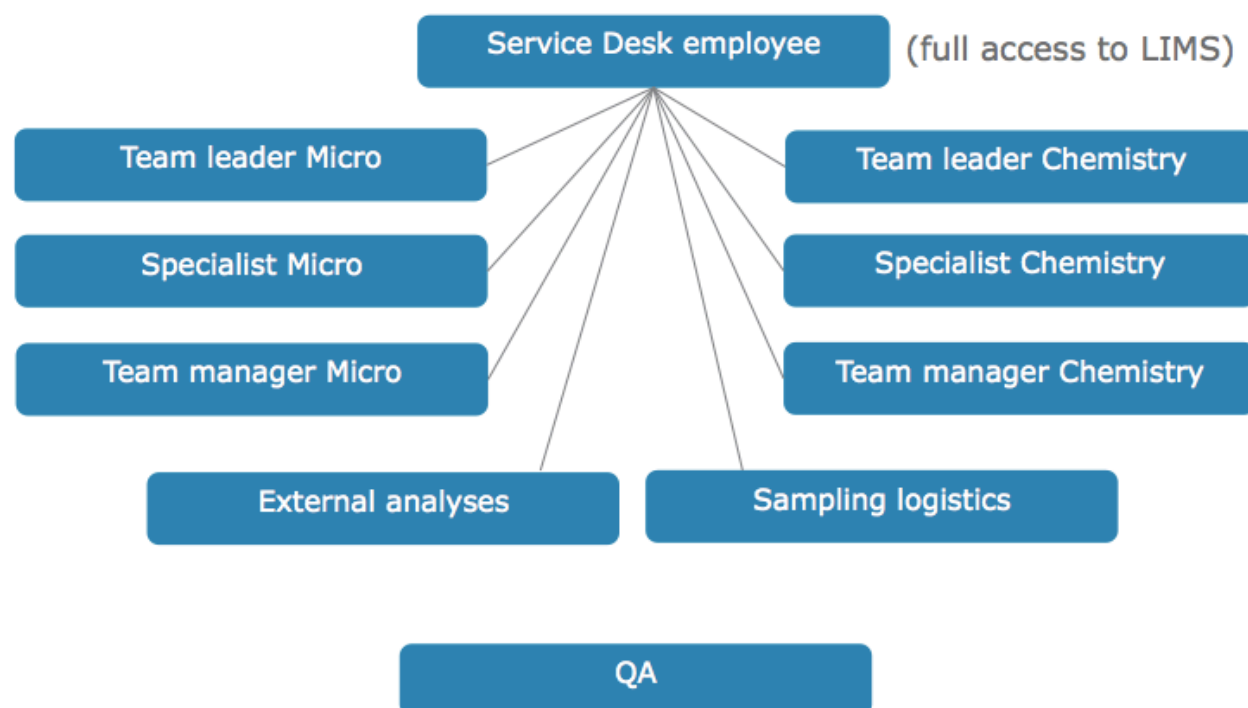 Service Desk employee
(full access to LIMS)
Team leader Micro
Team leader Chemistry
Specialist Micro
Specialist Chemistry
Team manager Micro
Team manager Chemistry
External analyses
Sampling logistics
QA